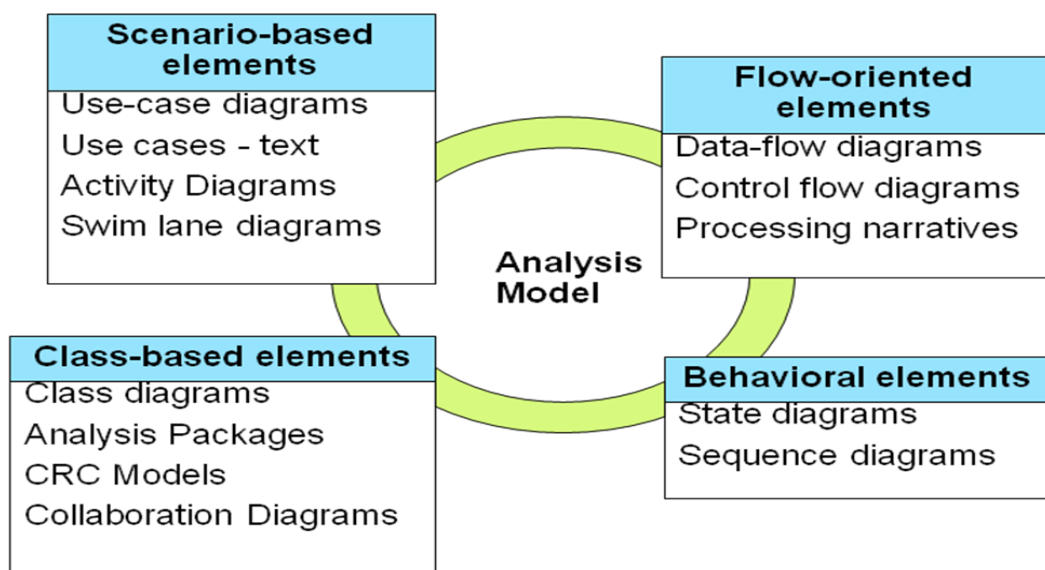 Scenario-based
elements
Use-case diagrams
Use cases - text
Activity Diagrams
Swim lane diagrams
Flow-oriented
elements
Data-flow diagrams
Control flow diagrams
Processing narratives
Analysis
Model
Class-based elements
Class diagrams
Analysis Packages
CRC Models
Collaboration Diagrams
Behavioral elements
State diagrams
Sequence diagrams